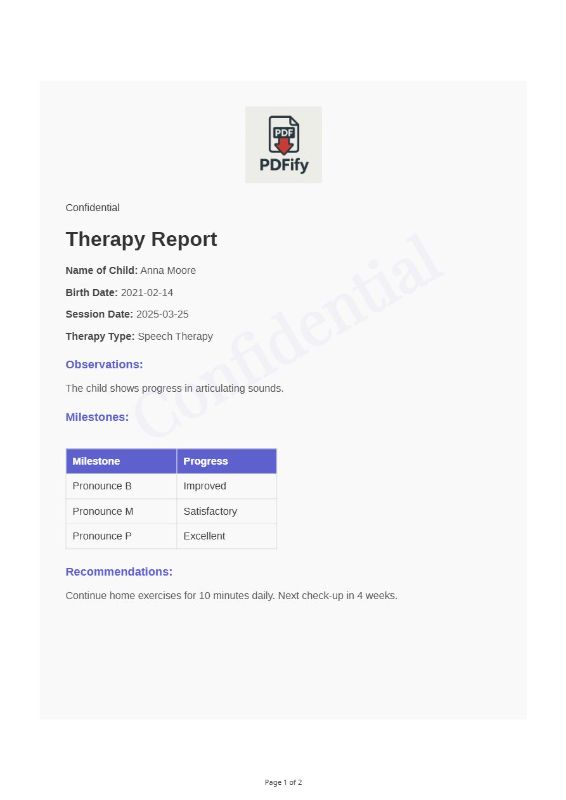 PDF
PDFify
Confidential
Therapy Report
Name of Child: Anna Moore
Birth Date: 2021-02-14
Session Date: 2025-03-25
Therapy Type: Speech Therapy
Observations:
The child shows progress in articulating sounds.
Milestones:
Milestone Progress
Pronounce B Improved
Pronounce M Satisfactory
Pronounce P Excellent
Recommendations:
Continue home exercises for 10 minutes daily. Next check-up in 4 weeks.
Confidential
Page 1 of 2